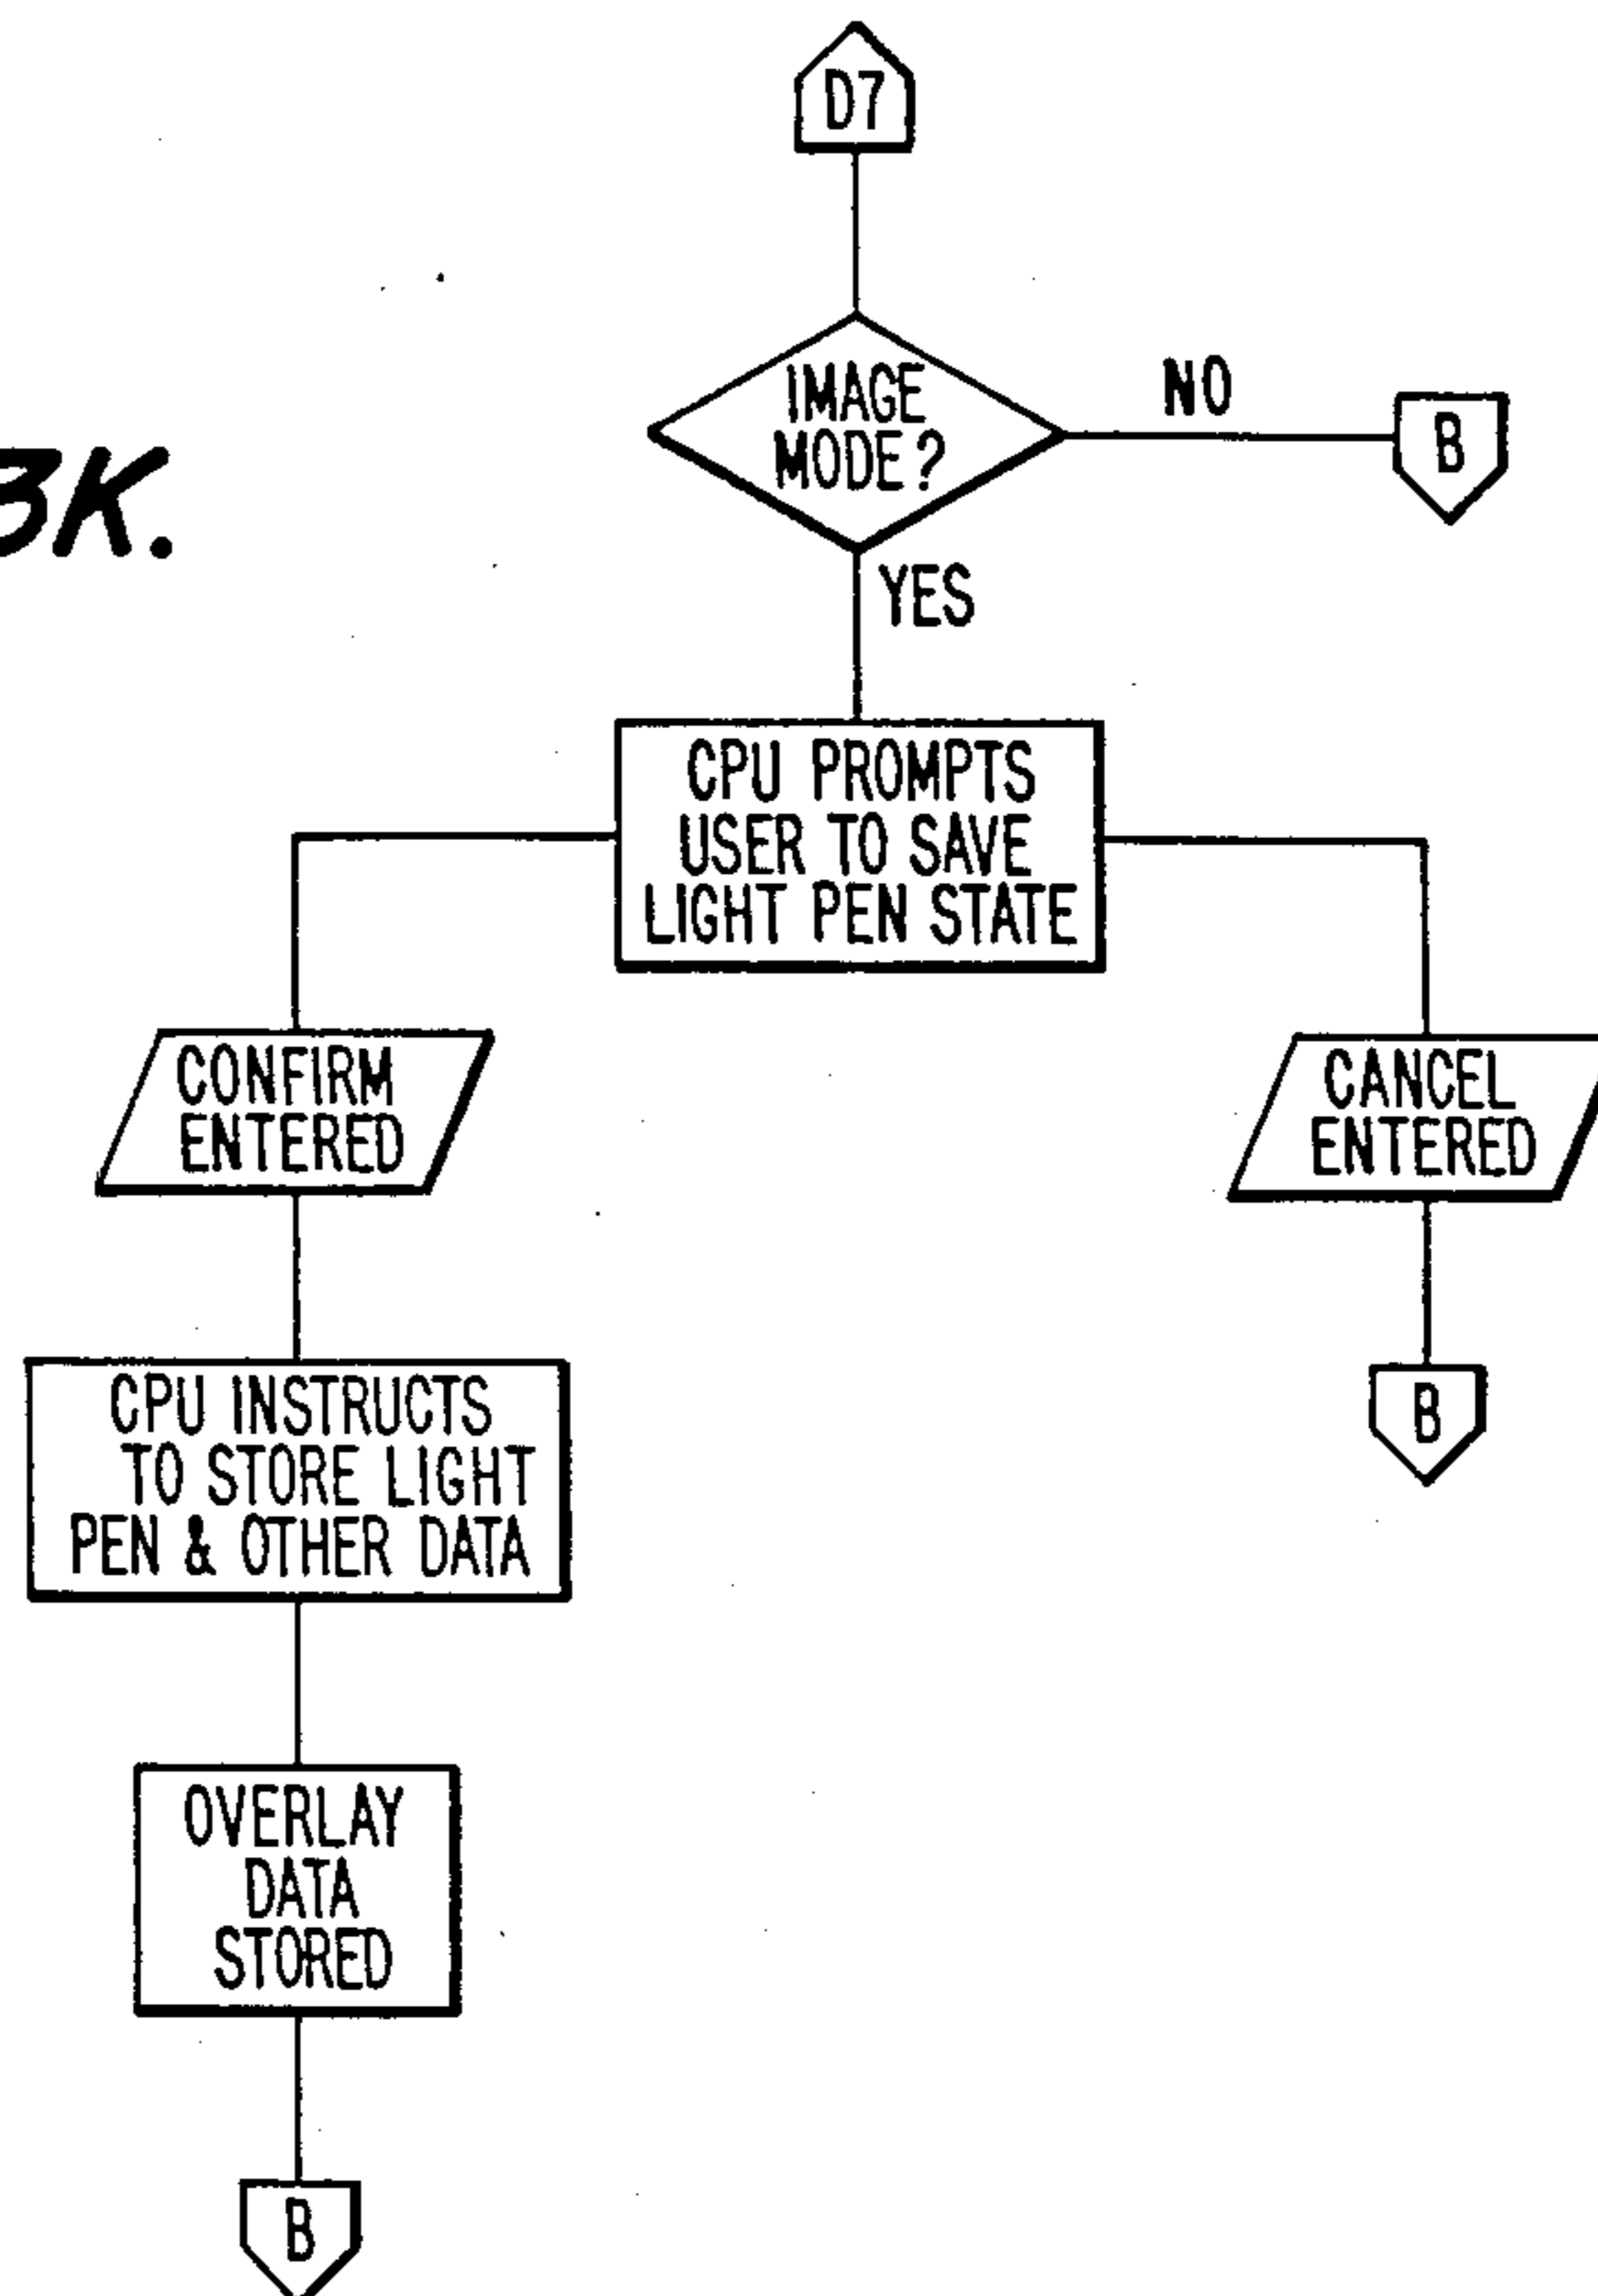 D7
IMAGE
MODE?
NO
B
3K.
YES
CPU PROMPTS
USER TO SAVE
LIGHT PEN STATE
CONFIRM
ENTERED
CANCEL
ENTERED
CPU INSTRUCTS
TO STORE LIGHT
PEN & OTHER DATA
B
OVERLAY
DATA
STORED
B